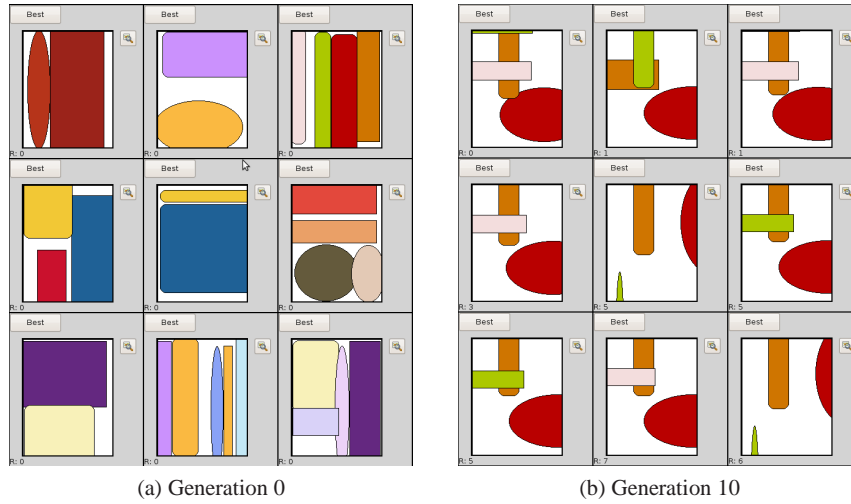 Best Best Best Best Best Best
R: 0 R: 0 R: 0 R: 0 R: 1 R: 1
Best Best Best Best Best Best
R: 0 R: 0 R: 0 R: 3 R: 5 R: 5
Best Best Best Best Best Best
R: 0 R: 0 R: 0 R: 5 R: 7 R: 6
(a) Generation 0 (b) Generation 10